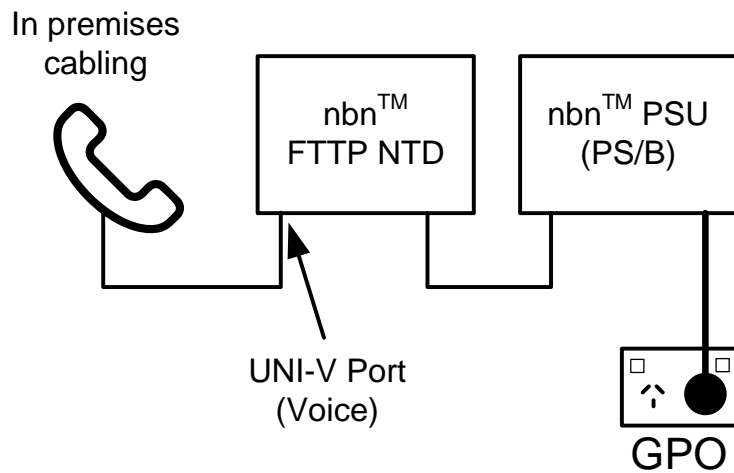 In premises
cabling
nbn™
FTTP NTD
nbn™ PSU
(PS/B)
UNI-V Port
(Voice)
GPO